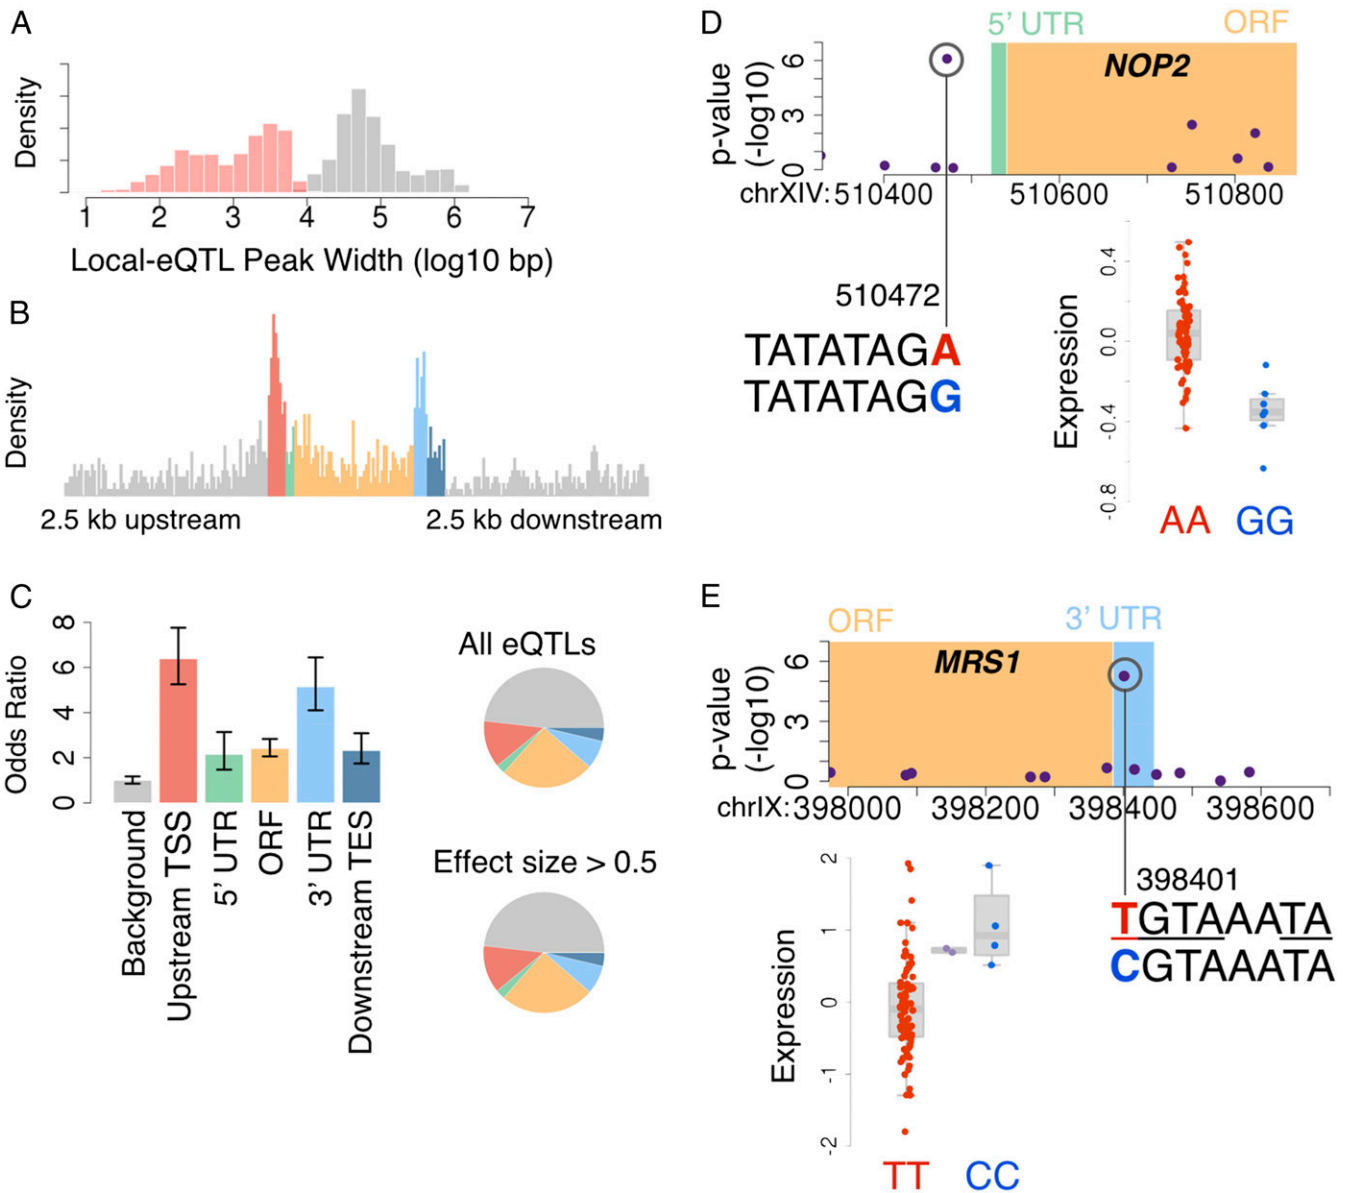 A
Density
1 2 3 4 5 6 7
Local-eQTL Peak Width (log10 bp)
B
Density
2.5 kb upstream
2.5 kb downstream
C
Odds Ratio
8
6
4
2
0
Background
Upstream TSS
5’ UTR
ORF
3’ UTR
Downstream TES
All eQTLs
Effect size > 0.5
D
5’ UTR
ORF
NOP2
p-value
(-log10)
6
3
0
chrXIV: 510400 510600 510800
510472
TATATAGA
TATATAGG
Expression
0.4
0.0
-0.4
-0.8
AA
GG
E
ORF
3’ UTR
MRS1
p-value
(-log10)
6
3
0
chrIX: 398000 398200 398400 398600
398401
TGTAAATA
CGTAAATA
Expression
2
1
0
-1
-2
TT
CC